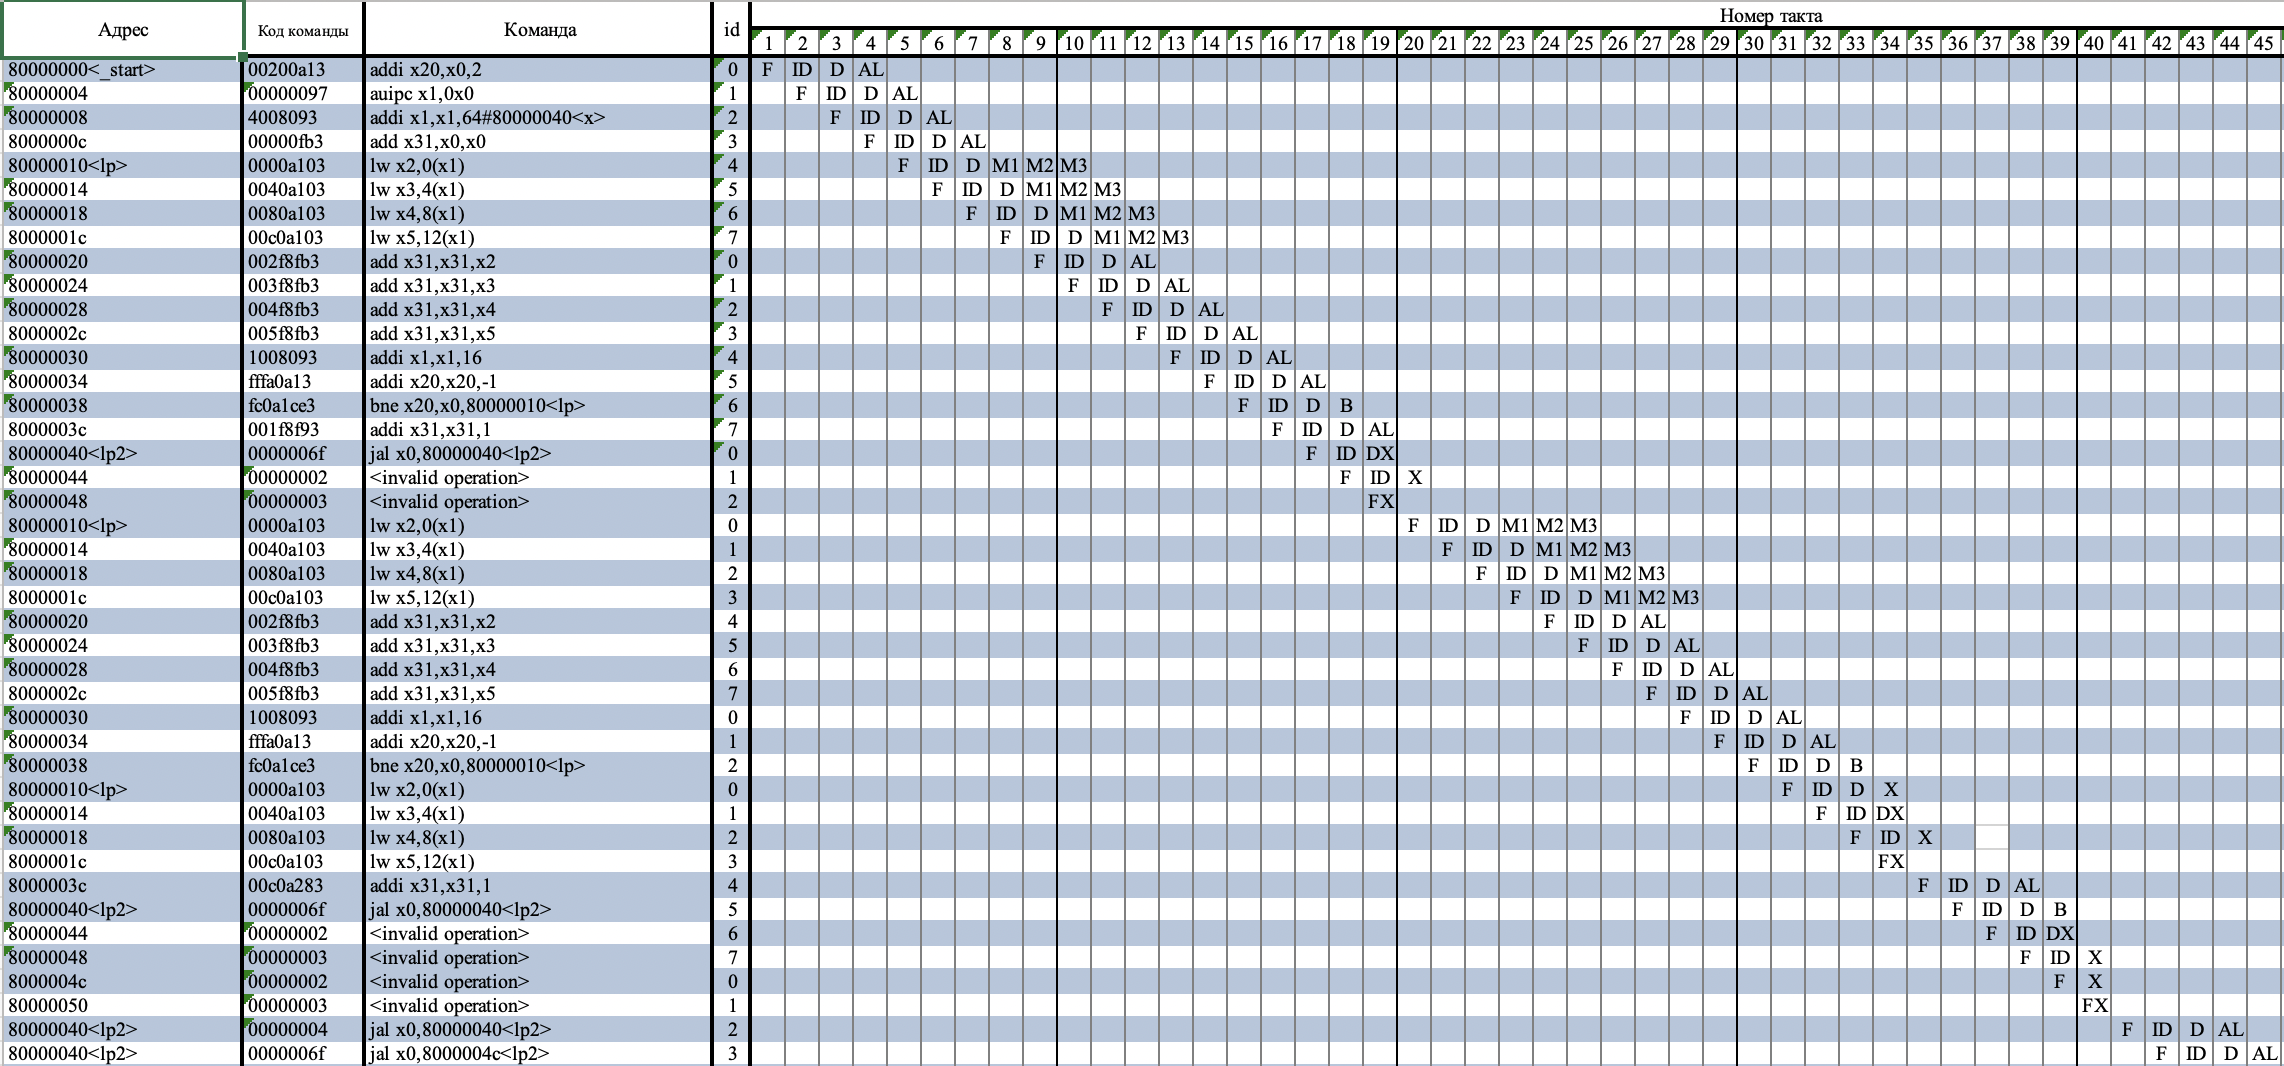 Адрес Код команды Команда id Номер такта
1 2 3 4 5 6 7 8 9 10 11 12 13 14 15 16 17 18 19 20 21 22 23 24 25 26 27 28 29 30 31 32 33 34 35 36 37 38 39 40 41 42 43 44 45
80000000<_start> 00200a13 addi x20,x0,2 0 F ID D AL
80000004 00000097 auipc x1,0x0 1 F ID D AL
80000008 4008093 addi x1,x1,64#80000040<x> 2 F ID D AL
8000000c 00000fb3 add x31,x0,x0 3 F ID D AL
80000010<lp> 0000a103 lw x2,0(x1) 4 F ID D M1 M2 M3
80000014 0040a103 lw x3,4(x1) 5 F ID D M1 M2 M3
80000018 0080a103 lw x4,8(x1) 6 F ID D M1 M2 M3
8000001c 00c0a103 lw x5,12(x1) 7 F ID D M1 M2 M3
80000020 002f8fb3 add x31,x31,x2 0 F ID D AL
80000024 003f8fb3 add x31,x31,x3 1 F ID D AL
80000028 004f8fb3 add x31,x31,x4 2 F ID D AL
8000002c 005f8fb3 add x31,x31,x5 3 F ID D AL
80000030 1008093 addi x1,x1,16 4 F ID D AL
80000034 fffa0a13 addi x20,x20,-1 5 F ID D AL
80000038 fc0a1ce3 bne x20,x0,80000010<lp> 6 F ID D B
8000003c 001f8f93 addi x31,x31,1 7 F ID D AL
80000040<lp2> 0000006f jal x0,80000040<lp2> 0 F ID DX
80000044 00000002 <invalid operation> 1 F ID X
80000048 00000003 <invalid operation> 2 FX
80000010<lp> 0000a103 lw x2,0(x1) 0 F ID D M1 M2 M3
80000014 0040a103 lw x3,4(x1) 1 F ID D M1 M2 M3
80000018 0080a103 lw x4,8(x1) 2 F ID D M1 M2 M3
8000001c 00c0a103 lw x5,12(x1) 3 F ID D M1 M2 M3
80000020 002f8fb3 add x31,x31,x2 4 F ID D AL
80000024 003f8fb3 add x31,x31,x3 5 F ID D AL
80000028 004f8fb3 add x31,x31,x4 6 F ID D AL
8000002c 005f8fb3 add x31,x31,x5 7 F ID D AL
80000030 1008093 addi x1,x1,16 0 F ID D AL
80000034 fffa0a13 addi x20,x20,-1 1 F ID D AL
80000038 fc0a1ce3 bne x20,x0,80000010<lp> 2 F ID D B
80000010<lp> 0000a103 lw x2,0(x1) 0 F ID D X
80000014 0040a103 lw x3,4(x1) 1 F ID DX
80000018 0080a103 lw x4,8(x1) 2 F ID X
8000001c 00c0a103 lw x5,12(x1) 3 FX
8000003c 00c0a283 addi x31,x31,1 4 F ID D AL
80000040<lp2> 0000006f jal x0,80000040<lp2> 5 F ID D B
80000044 00000002 <invalid operation> 6 F ID DX
80000048 00000003 <invalid operation> 7 F ID X
8000004c 00000002 <invalid operation> 0 F X
80000050 00000003 <invalid operation> 1 FX
80000040<lp2> 00000004 jal x0,80000040<lp2> 2 F ID D AL
80000040<lp2> 0000006f jal x0,8000004c<lp2> 3 F ID D AL